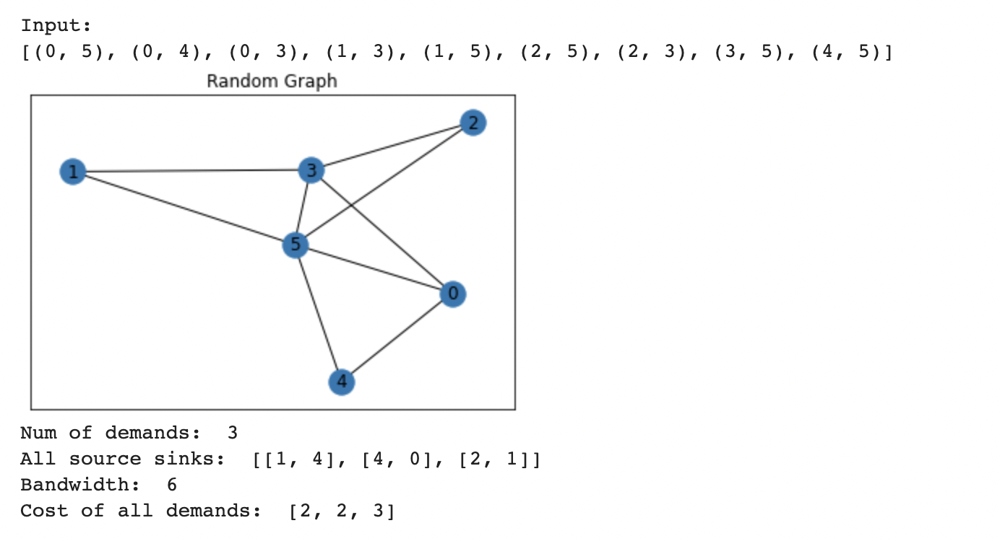 Input:
[(0, 5), (0, 4), (0, 3), (1, 3), (1, 5), (2, 5), (2, 3), (3, 5), (4, 5)]
Random Graph
2
1
3
5
0
4
Num of demands:  3
All source sinks:  [[1, 4], [4, 0], [2, 1]]
Bandwidth:  6
Cost of all demands:  [2, 2, 3]